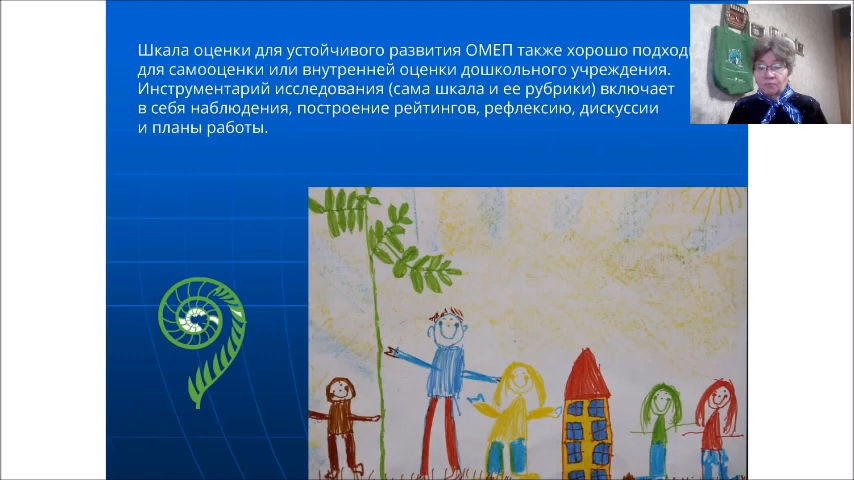 Шкала оценки для устойчивого развития ОМЕП также хорошо
для самооценки или внутренней оценки дошкольного учреждения.
Инструментарий исследования (сама шкала и ее рубрики) включает
в себя наблюдения, построение рейтингов, рефлексию, дискуссии
и планы работы.